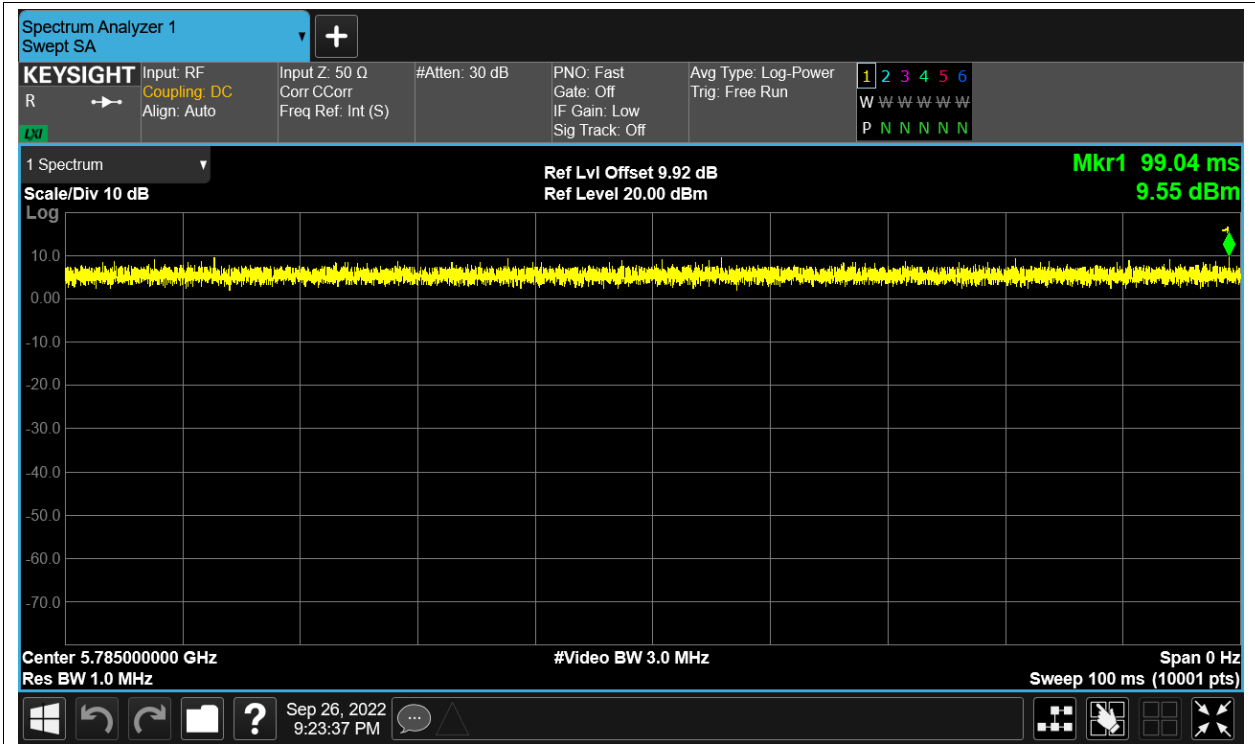 Spectrum Analyzer 1
Swept SA
KEYSIGHT
R
LXI
Input: RF
Coupling: DC
Align: Auto
Input Z: 50 Ω
Corr CCorr
Freq Ref: Int (S)
#Atten: 30 dB
PNO: Fast
Gate: Off
IF Gain: Low
Sig Track: Off
Avg Type: Log-Power
Trig: Free Run
1 2 3 4 5 6
W W W W W W
P N N N N N
1 Spectrum
Scale/Div 10 dB
Ref Lvl Offset 9.92 dB
Ref Level 20.00 dBm
Mkr1 99.04 ms
9.55 dBm
Log
1
10.0
0.00
-10.0
-20.0
-30.0
-40.0
-50.0
-60.0
-70.0
Center 5.785000000 GHz
Res BW 1.0 MHz
#Video BW 3.0 MHz
Span 0 Hz
Sweep 100 ms (10001 pts)
?
Sep 26, 2022
9:23:37 PM